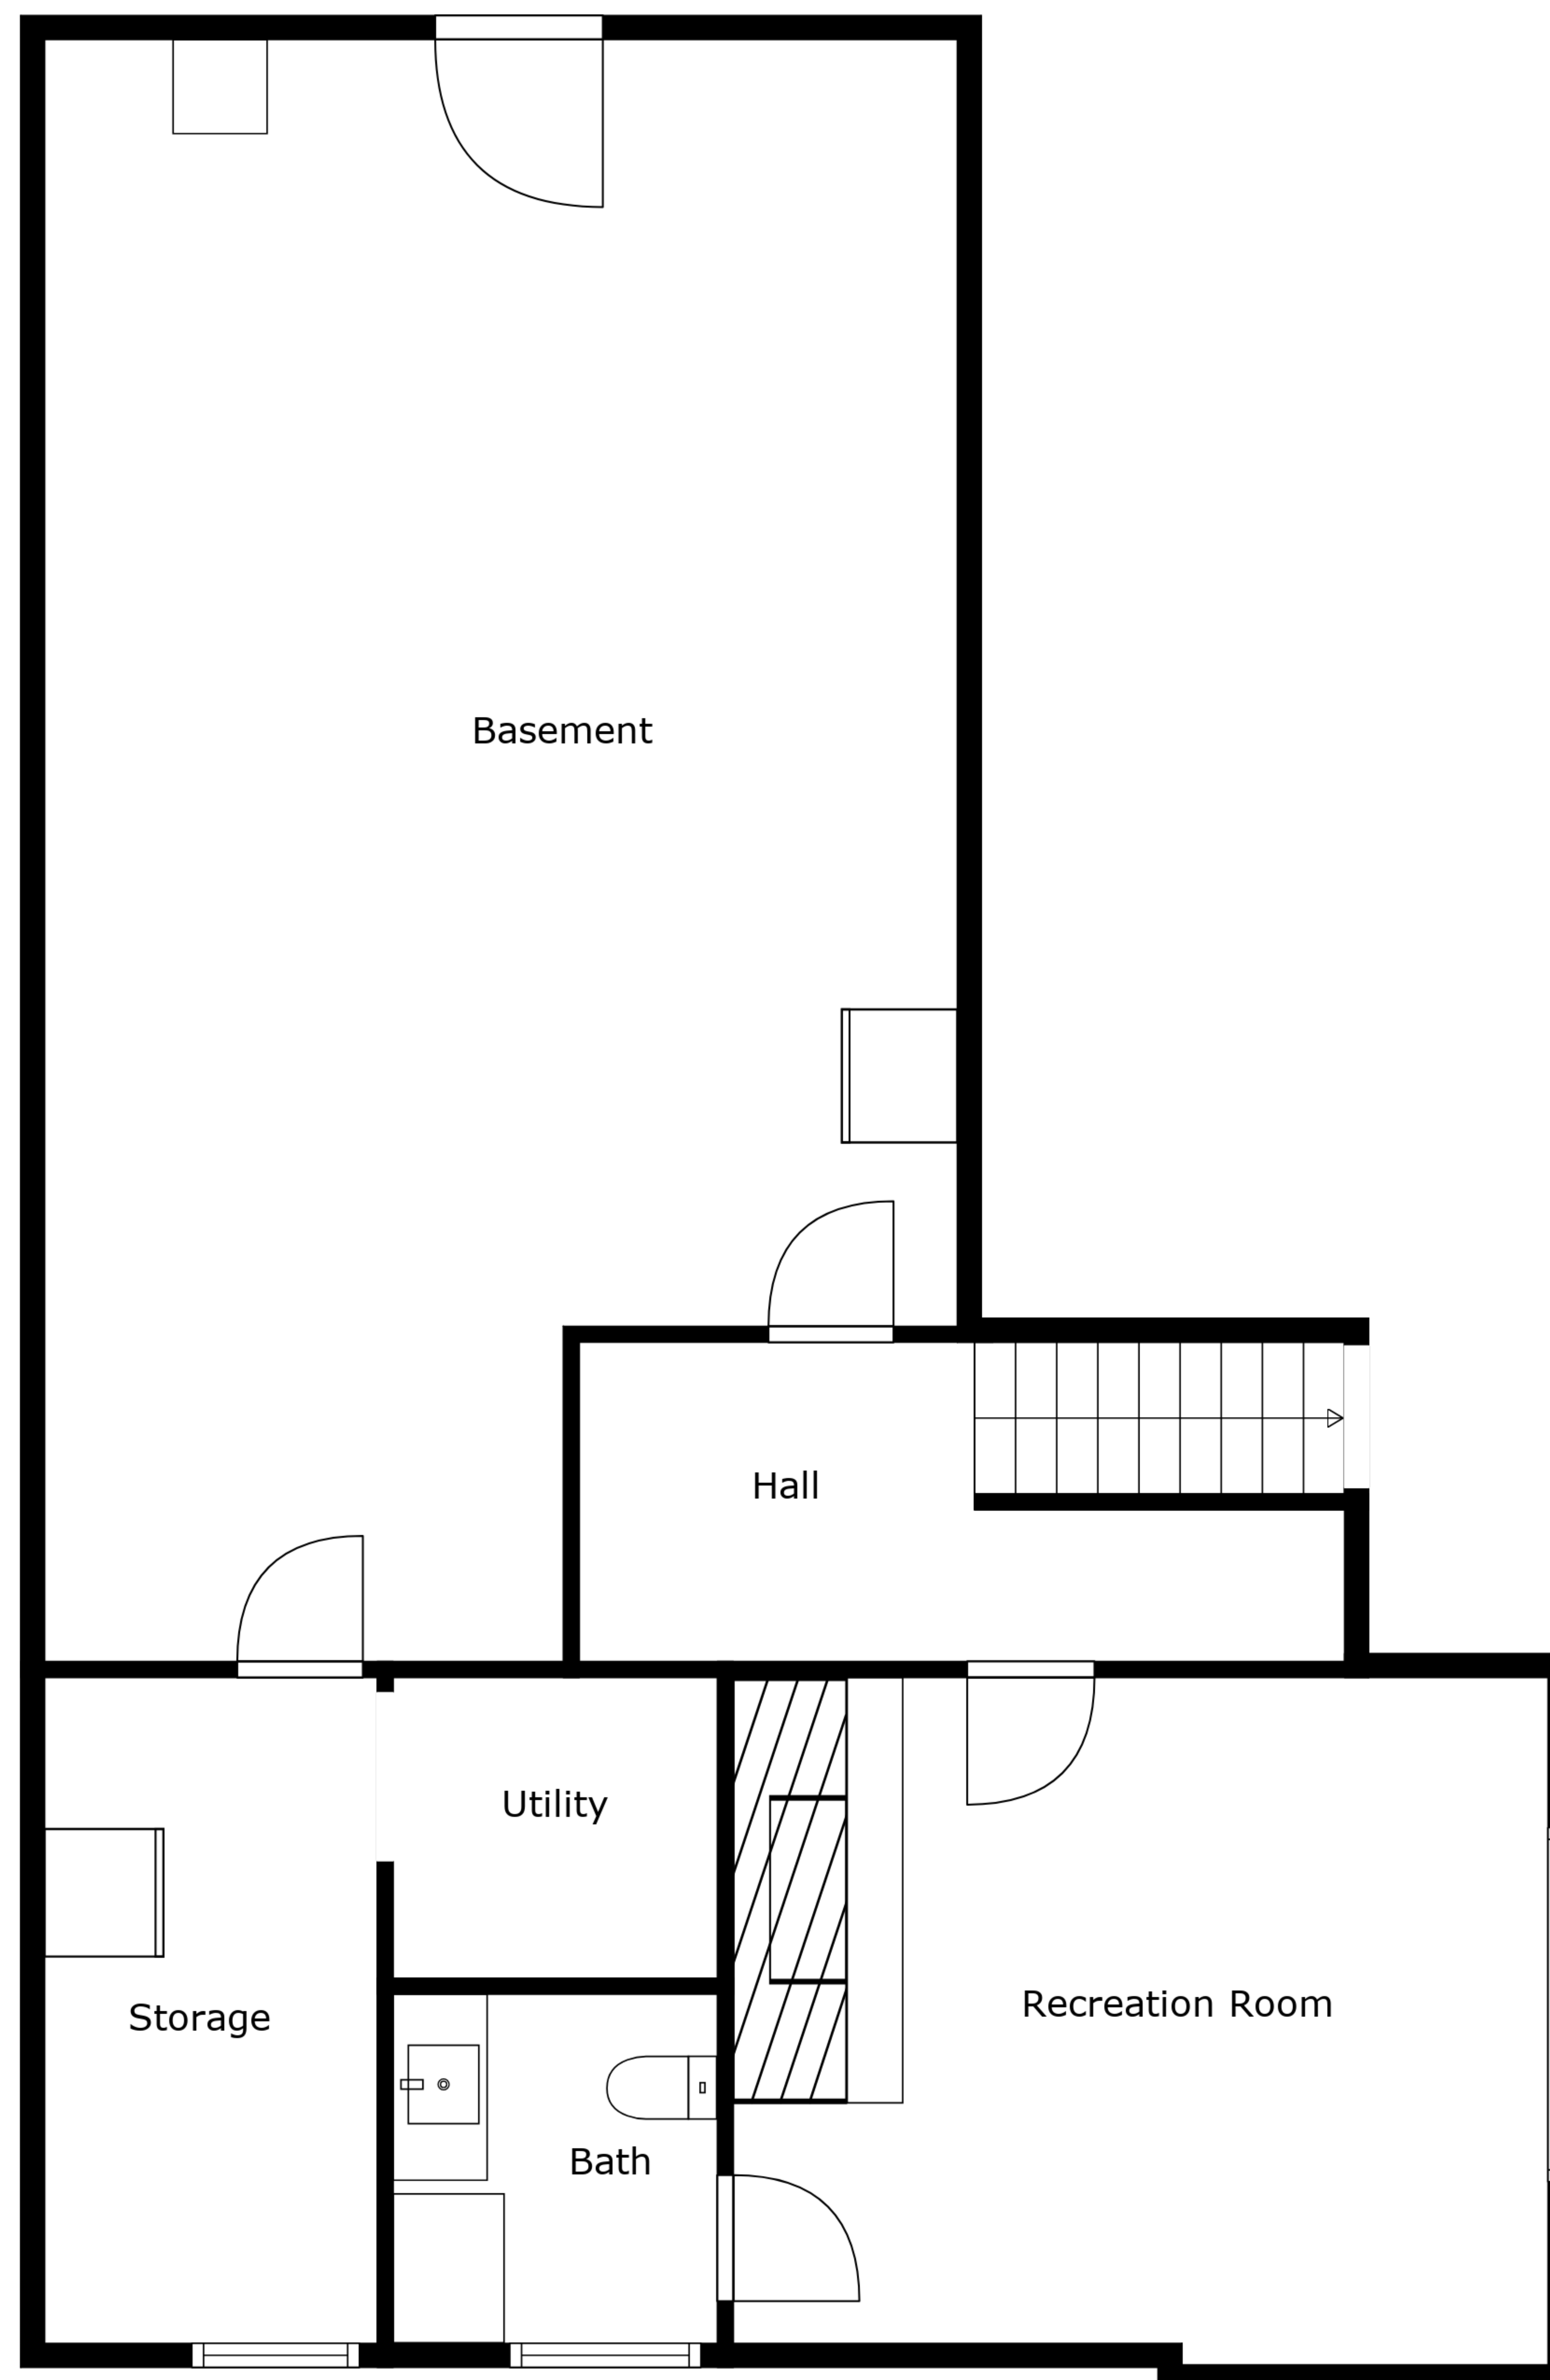 Basement
Hall
Utility
Storage
Recreation Room
Bath